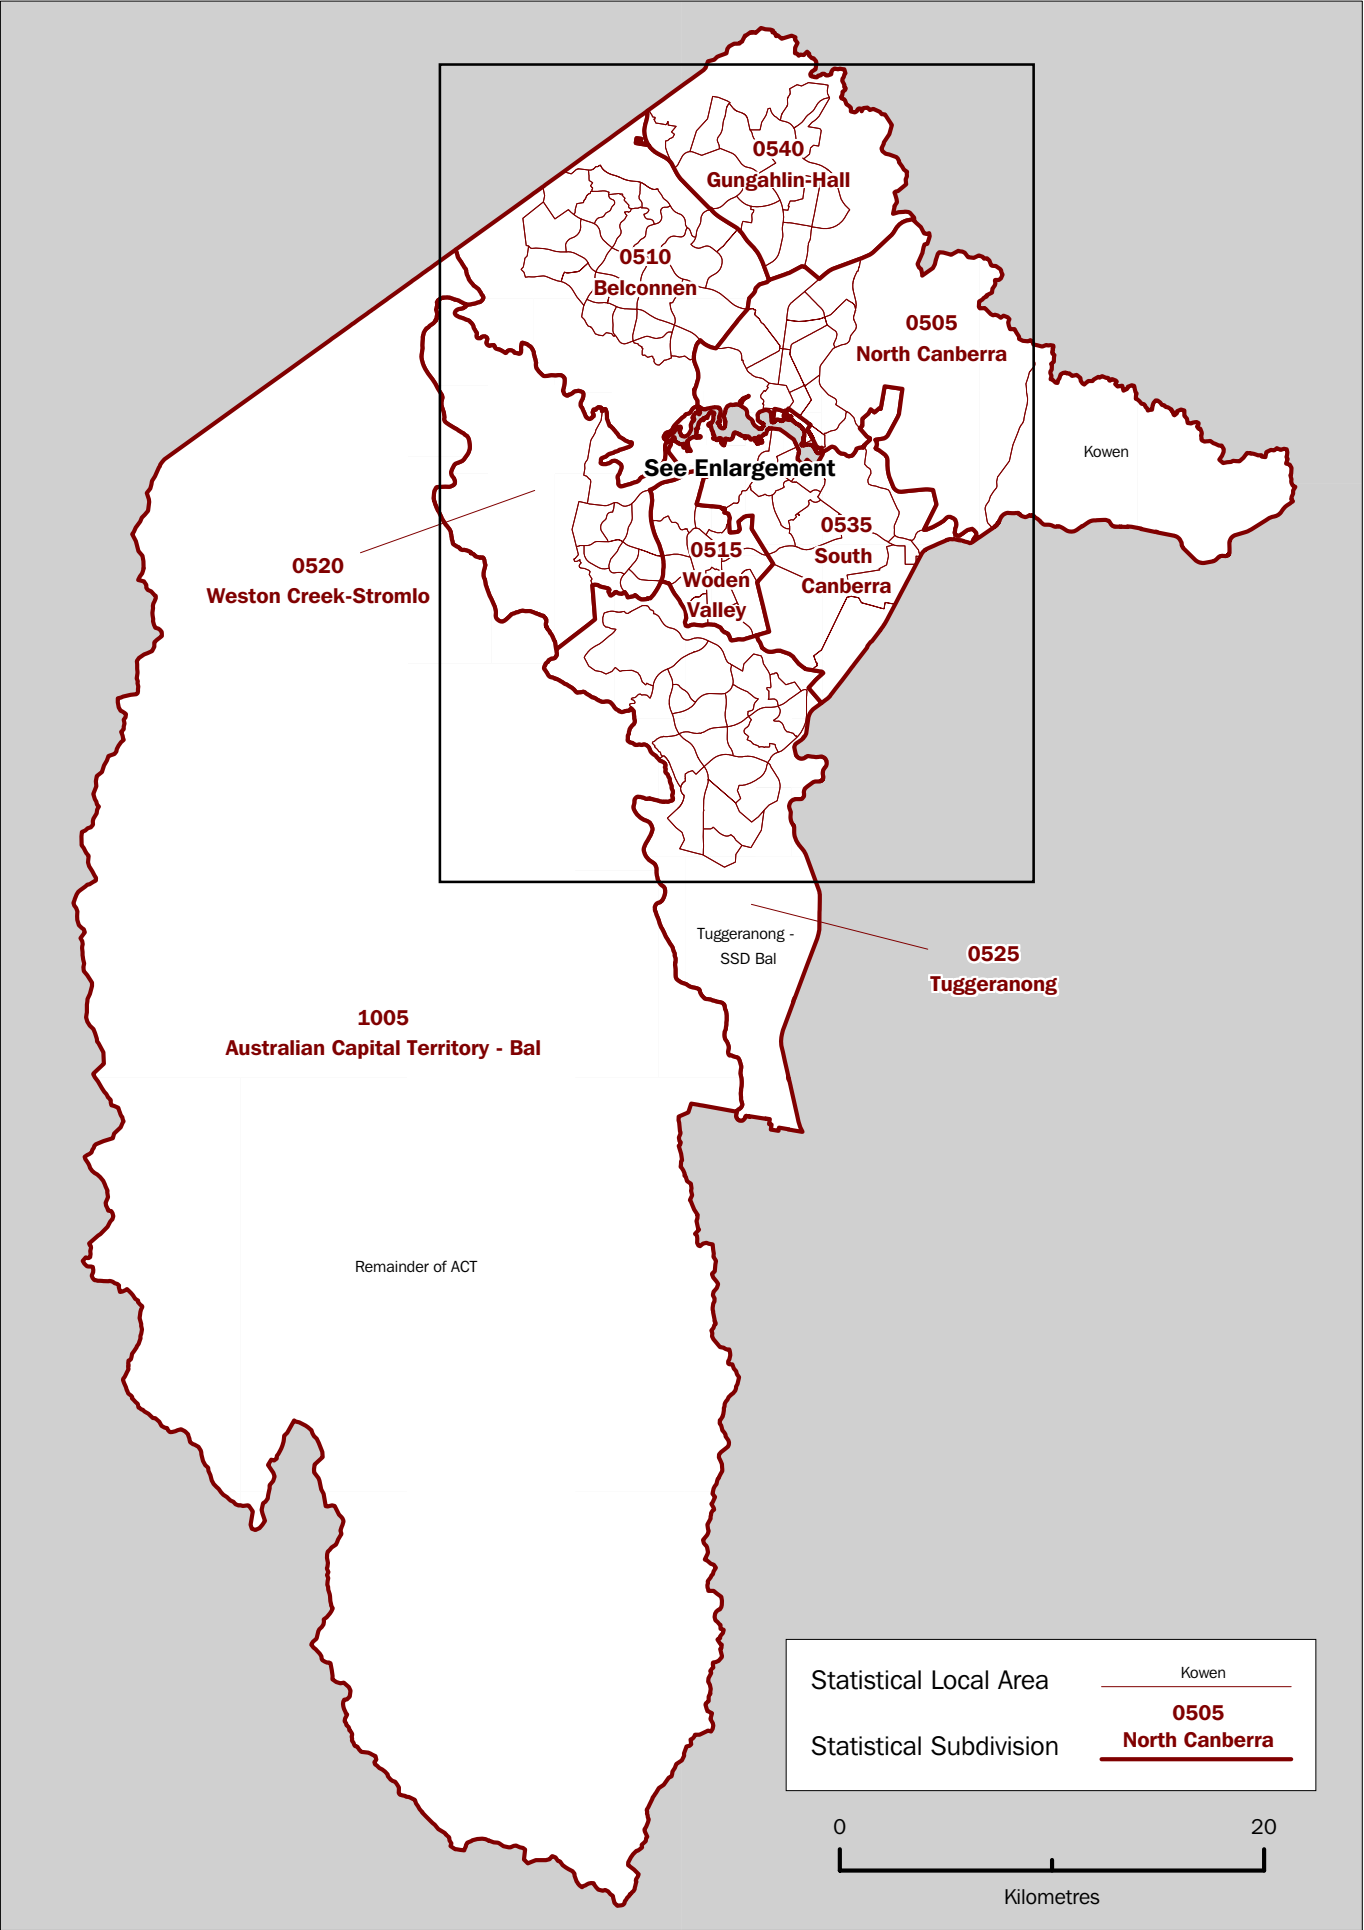 0540
Gungahlin-Hall
0510
Belconnen
0505
North Canberra
Kowen
See Enlargement
0535
South
Canberra
0515
Woden
Valley
0520
Weston Creek-Stromlo
Tuggeranong -
SSD Bal
0525
Tuggeranong
1005
Australian Capital Territory - Bal
Remainder of ACT
Statistical Local Area
Kowen
0505
North Canberra
Statistical Subdivision
0 20
Kilometres